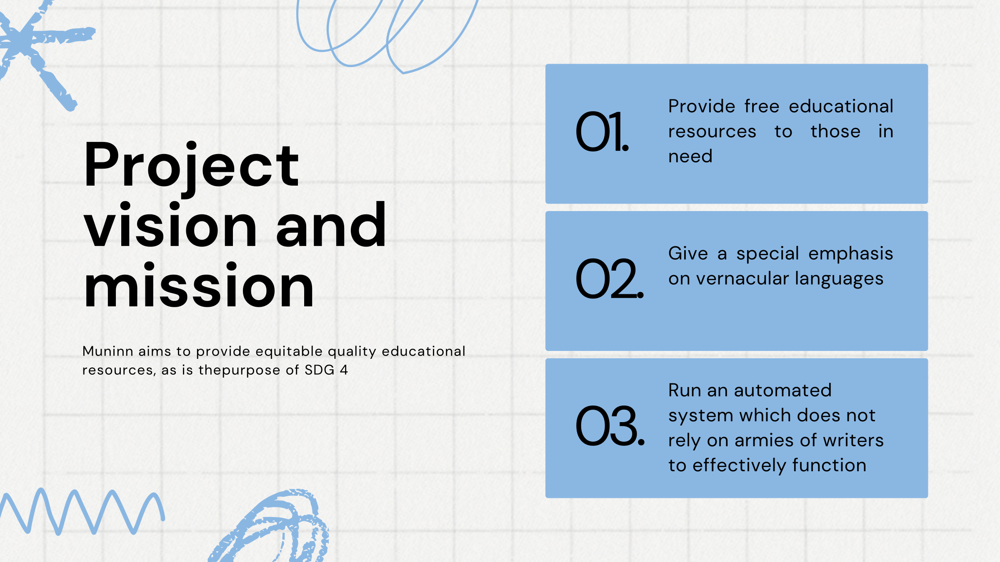 Project
vision and
mission
Muninn aims to provide equitable quality educational
resources, as is thepurpose of SDG 4
01.
Provide free educational
resources to those in
need
02.
Give a special emphasis
on vernacular languages
03.
Run an automated
system which does not
rely on armies of writers
to effectively function